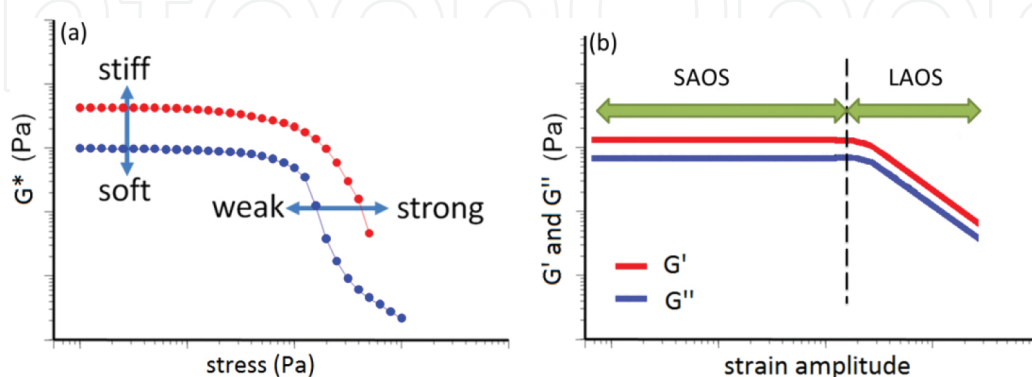 (a)
stiff
soft
weak
strong
G* (Pa)
stress (Pa)
(b)
SAOS
LAOS
G' and G'' (Pa)
G'
G''
strain amplitude